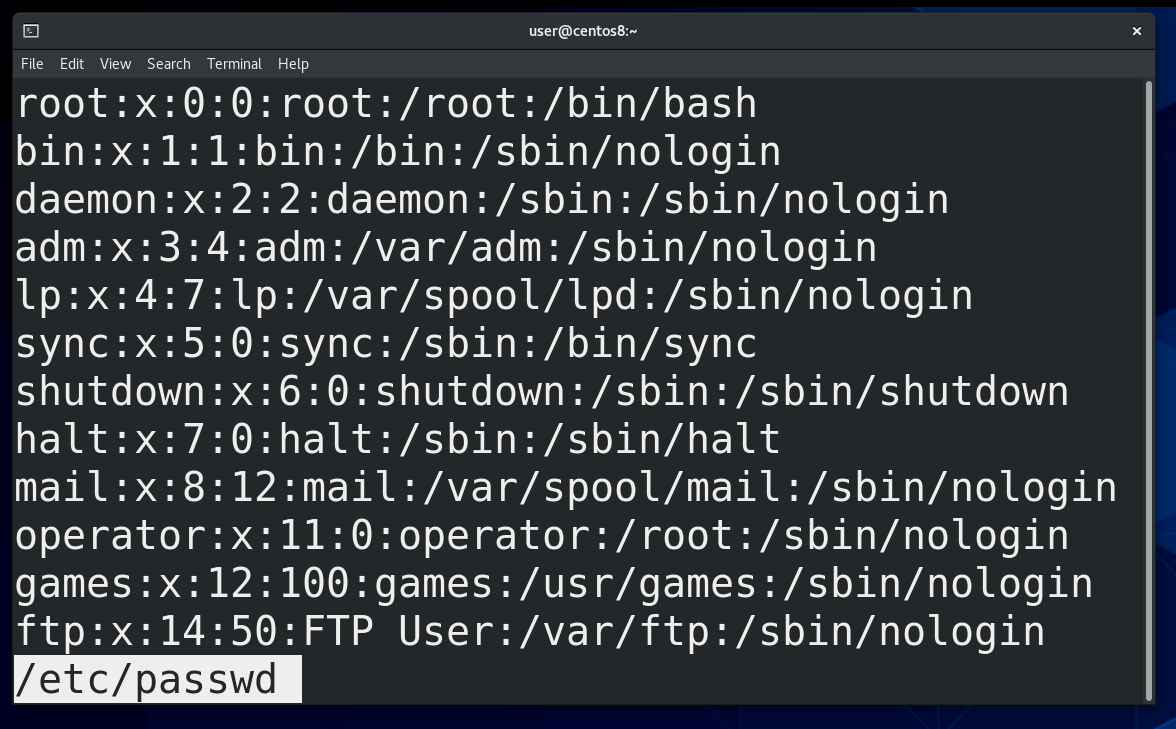 user@centos8:~
File Edit View Search Terminal Help
root:x:0:0:root:/root:/bin/bash
bin:x:1:1:bin:/bin:/sbin/nologin
daemon:x:2:2:daemon:/sbin:/sbin/nologin
adm:x:3:4:adm:/var/adm:/sbin/nologin
lp:x:4:7:lp:/var/spool/lpd:/sbin/nologin
sync:x:5:0:sync:/sbin:/bin/sync
shutdown:x:6:0:shutdown:/sbin:/sbin/shutdown
halt:x:7:0:halt:/sbin:/sbin/halt
mail:x:8:12:mail:/var/spool/mail:/sbin/nologin
operator:x:11:0:operator:/root:/sbin/nologin
games:x:12:100:games:/usr/games:/sbin/nologin
ftp:x:14:50:FTP User:/var/ftp:/sbin/nologin
/etc/passwd